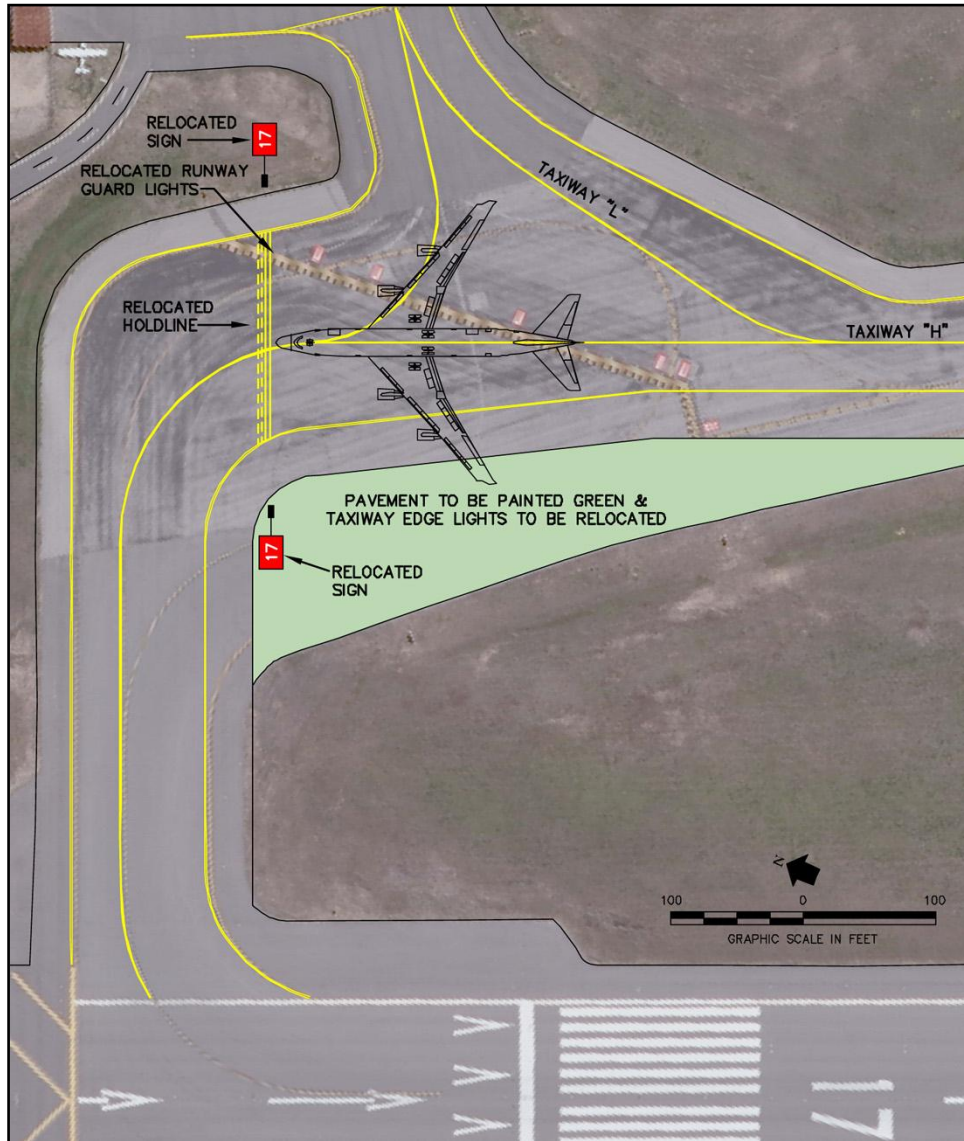 RELOCATED
SIGN
17
RELOCATED RUNWAY
GUARD LIGHTS
TAXIWAY "L"
RELOCATED
HOLDLINE
TAXIWAY "H"
PAVEMENT TO BE PAINTED GREEN &
TAXIWAY EDGE LIGHTS TO BE RELOCATED
17
RELOCATED
SIGN
N
100 0 100
GRAPHIC SCALE IN FEET
17